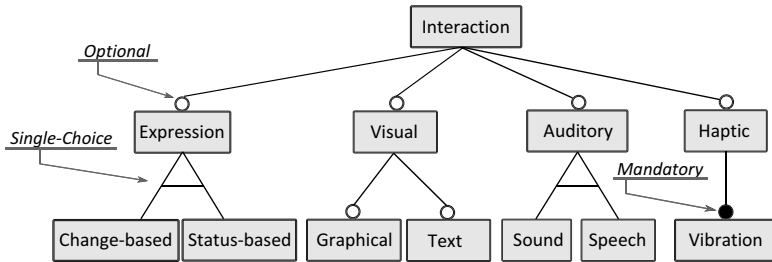 Interaction
Optional
Expression
Visual
Auditory
Haptic
Single-Choice
Mandatory
Change-based
Status-based
Graphical
Text
Sound
Speech
Vibration